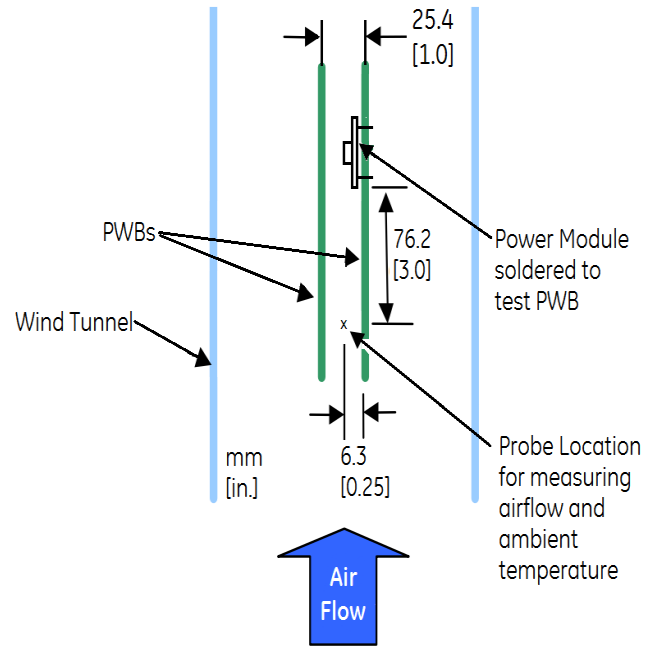 25.4
[1.0]
PWBs
76.2
[3.0]
Power Module
soldered to
test PWB
Wind Tunnel
x
mm
[in.]
6.3
[0.25]
Probe Location
for measuring
airflow and
ambient
temperature
Air
Flow